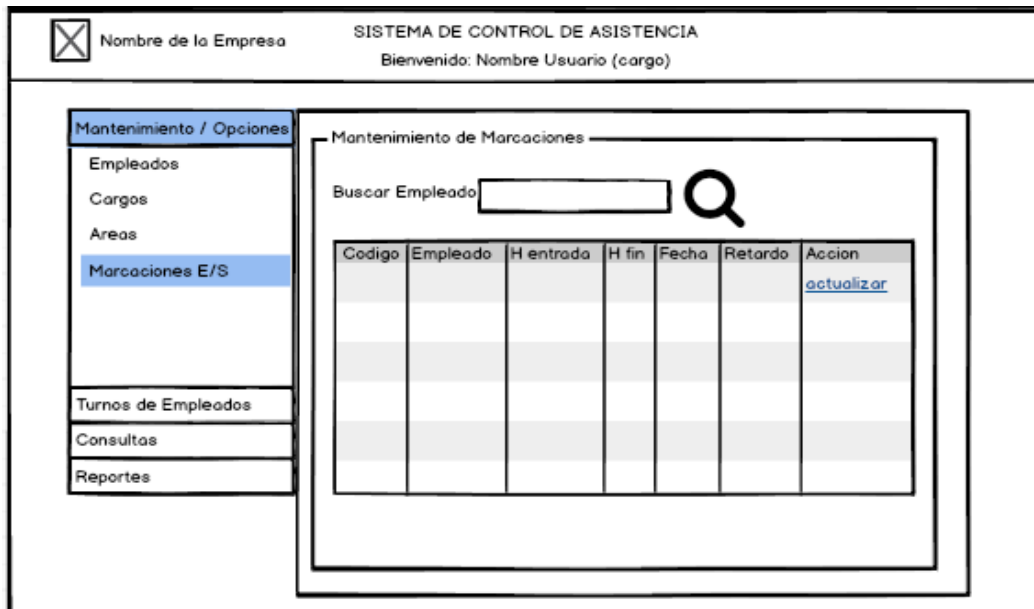 Nombre de la Empresa
SISTEMA DE CONTROL DE ASISTENCIA
Bienvenido: Nombre Usuario (cargo)
Mantenimiento / Opciones
Empleados
Cargos
Areas
Marcaciones E/S
Turnos de Empleados
Consultas
Reportes
Mantenimiento de Marcaciones
Buscar Empleado
Codigo Empleado H entrada H fin Fecha Retardo Accion
actualizar